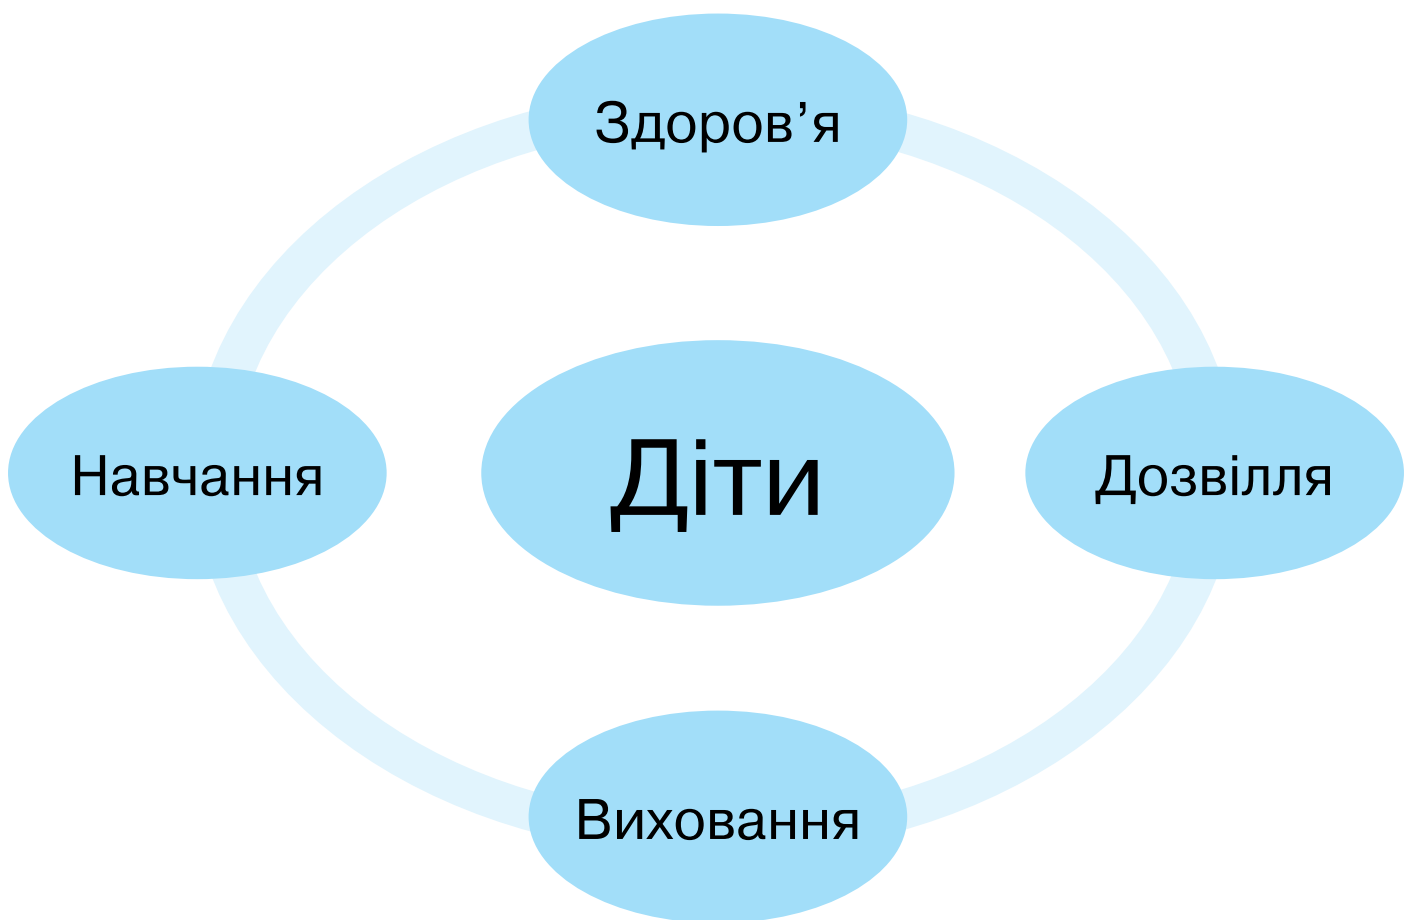 Здоров’я
Навчання
Діти
Дозвілля
Виховання